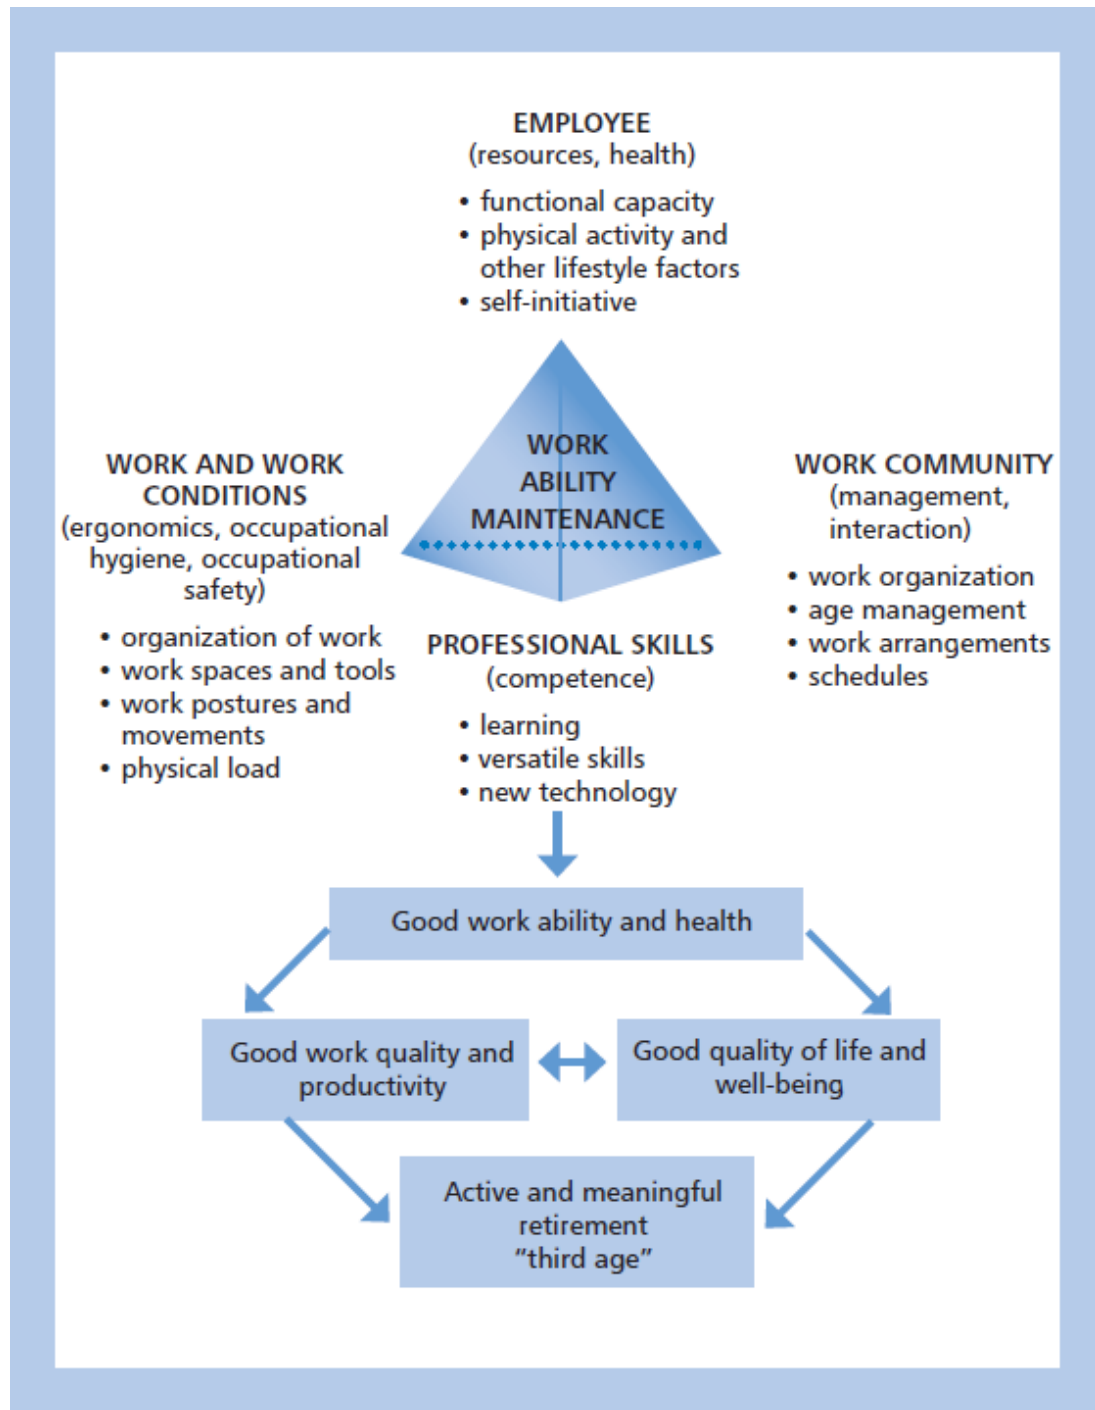 EMPLOYEE
(resources, health)
• functional capacity
• physical activity and
other lifestyle factors
• self-initiative
WORK
ABILITY
MAINTENANCE
WORK AND WORK
CONDITIONS
(ergonomics, occupational
hygiene, occupational
safety)
• organization of work
• work spaces and tools
• work postures and
movements
• physical load
PROFESSIONAL SKILLS
(competence)
• learning
• versatile skills
• new technology
WORK COMMUNITY
(management,
interaction)
• work organization
• age management
• work arrangements
• schedules
Good work ability and health
Good work quality and
productivity
Good quality of life and
well-being
Active and meaningful
retirement
“third age”